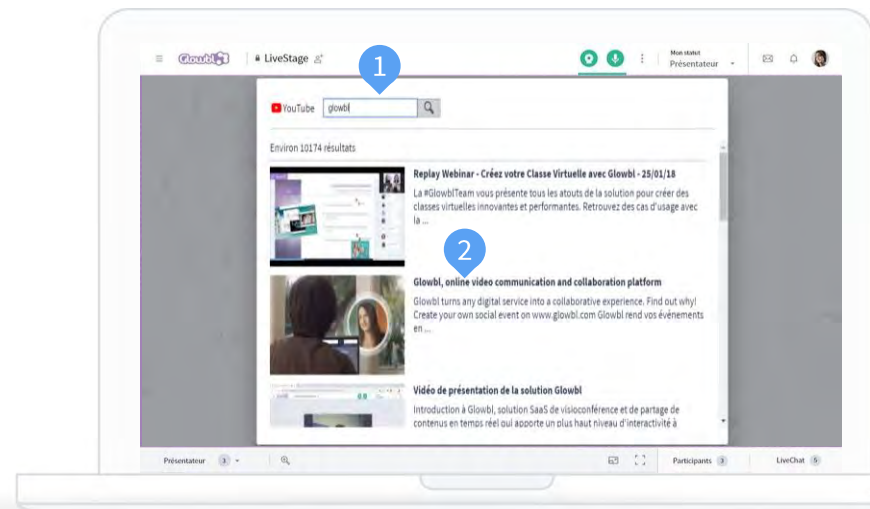 Glowbl
LiveStage
Mon statut
Présentateur
1
YouTube
glowbl
Environ 10174 résultats
Replay Webinar - Créez votre Classe Virtuelle avec Glowbl - 25/01/18
La #GlowblTeam vous présente tous les atouts de la solution pour créer des
classes virtuelles innovantes et performantes. Retrouvez des cas d'usage avec
la ...
2
Glowbl, online video communication and collaboration platform
Glowbl turns any digital service into a collaborative experience. Find out why!
Create your own social event on www.glowbl.com Glowbl rend vos événements
en ...
Vidéo de présentation de la solution Glowbl
Introduction à Glowbl, solution SaaS de visioconférence et de partage de
contenus en temps réel qui apporte un plus haut niveau d'interactivité à
Présentateur 3
Participants 3
LiveChat 5